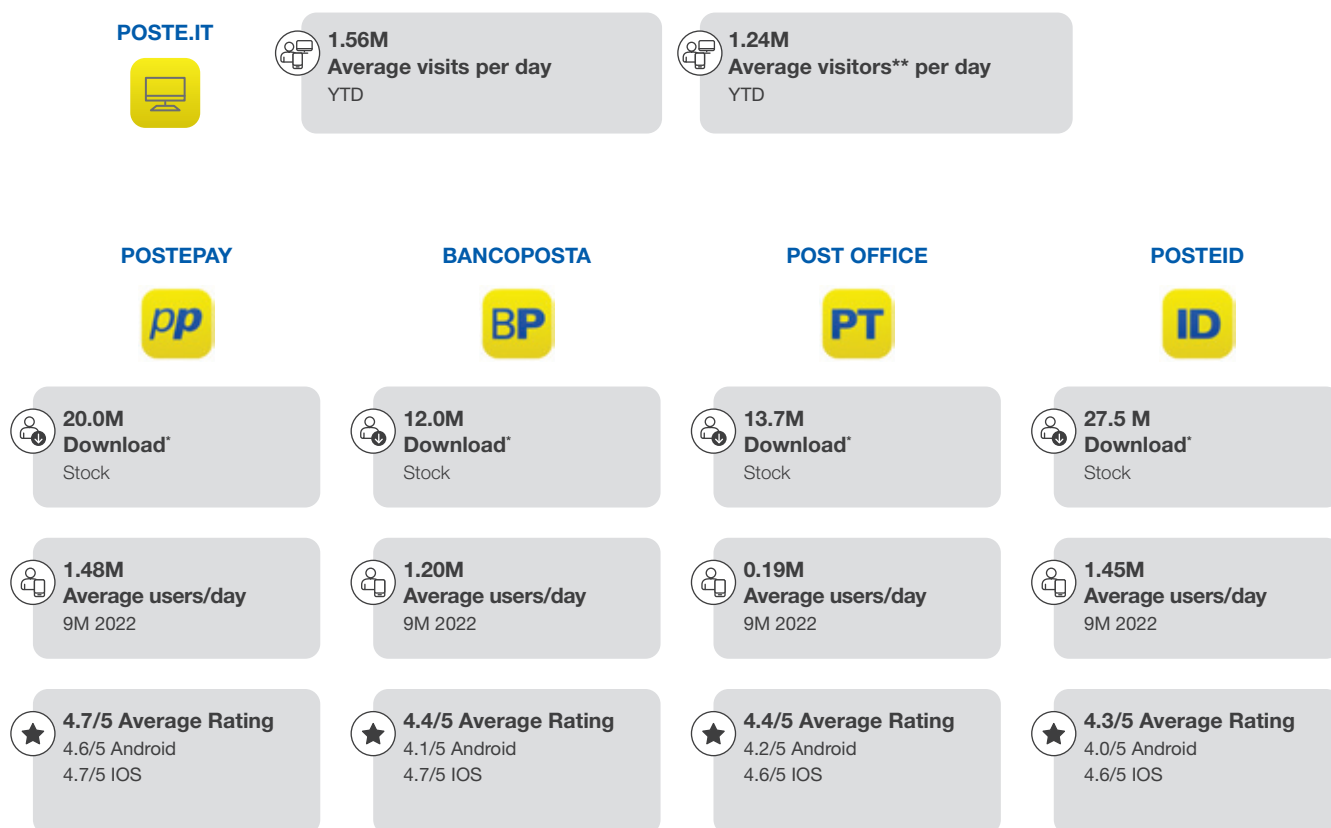 POSTE.IT
1.56M
Average visits per day
YTD
1.24M
Average visitors** per day
YTD
POSTEPAY
BANCOPOSTA
POST OFFICE
POSTEID
pp
BP
PT
ID
20.0M
Download*
Stock
12.0M
Download*
Stock
13.7M
Download*
Stock
27.5 M
Download*
Stock
1.48M
Average users/day
9M 2022
1.20M
Average users/day
9M 2022
0.19M
Average users/day
9M 2022
1.45M
Average users/day
9M 2022
4.7/5 Average Rating
4.6/5 Android
4.7/5 IOS
4.4/5 Average Rating
4.1/5 Android
4.7/5 IOS
4.4/5 Average Rating
4.2/5 Android
4.6/5 IOS
4.3/5 Average Rating
4.0/5 Android
4.6/5 IOS